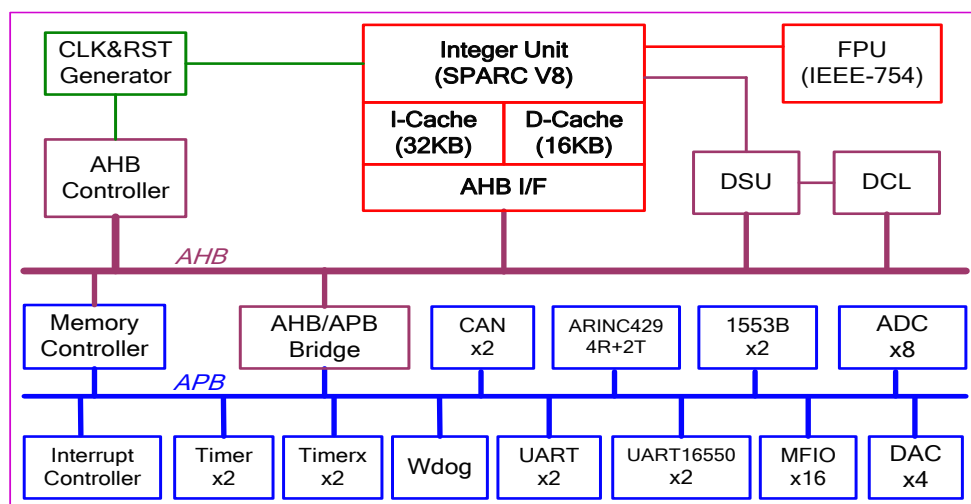 CLK&RST
Generator
Integer Unit
(SPARC V8)
FPU
(IEEE-754)
I-Cache
(32KB)
D-Cache
(16KB)
AHB
Controller
AHB I/F
DSU
DCL
AHB
Memory
Controller
AHB/APB
Bridge
CAN
x2
ARINC429
4R+2T
1553B
x2
ADC
x8
APB
Interrupt
Controller
Timer
x2
Timerx
x2
Wdog
UART
x2
UART16550
x2
MFIO
x16
DAC
x4